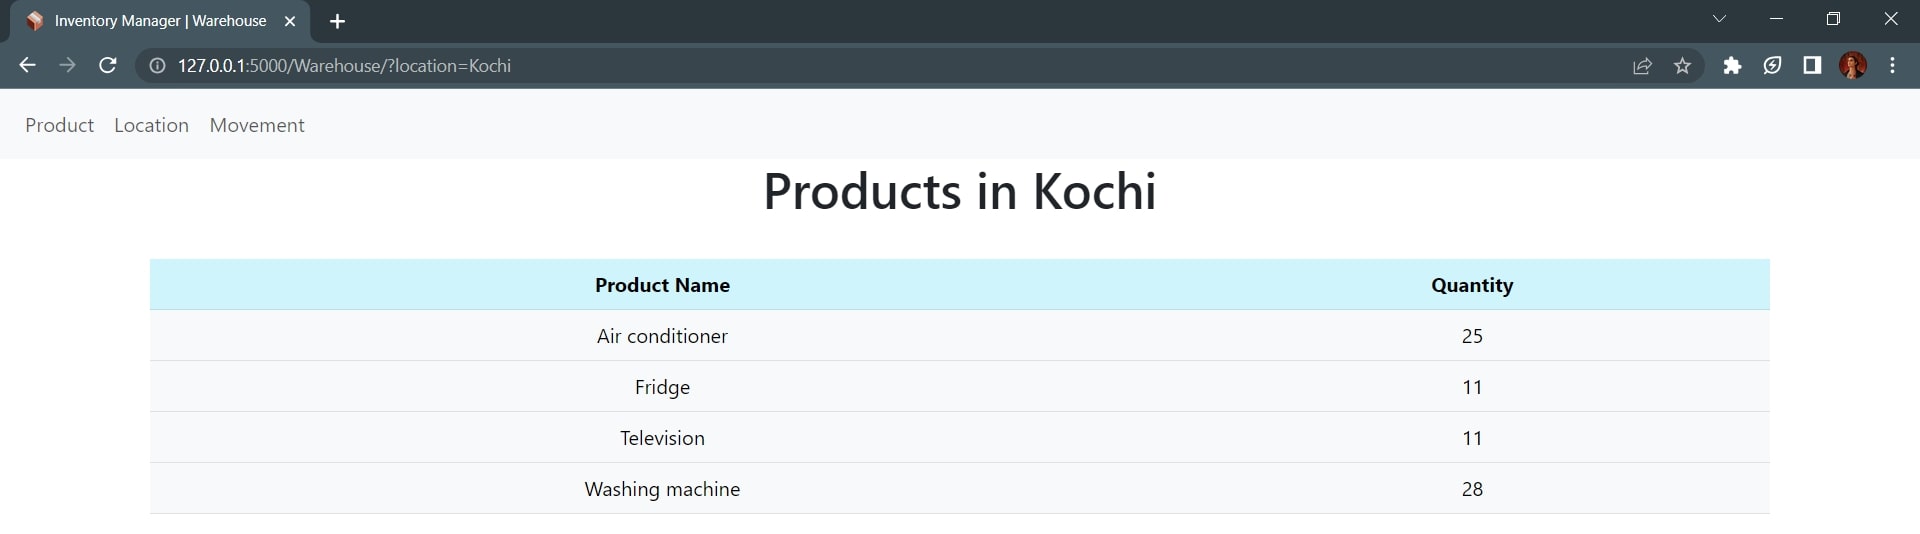 Inventory Manager | Warehouse
127.0.0.1:5000/Warehouse/?location=Kochi
Product Location Movement
Products in Kochi
Product Name Quantity
Air conditioner 25
Fridge 11
Television 11
Washing machine 28